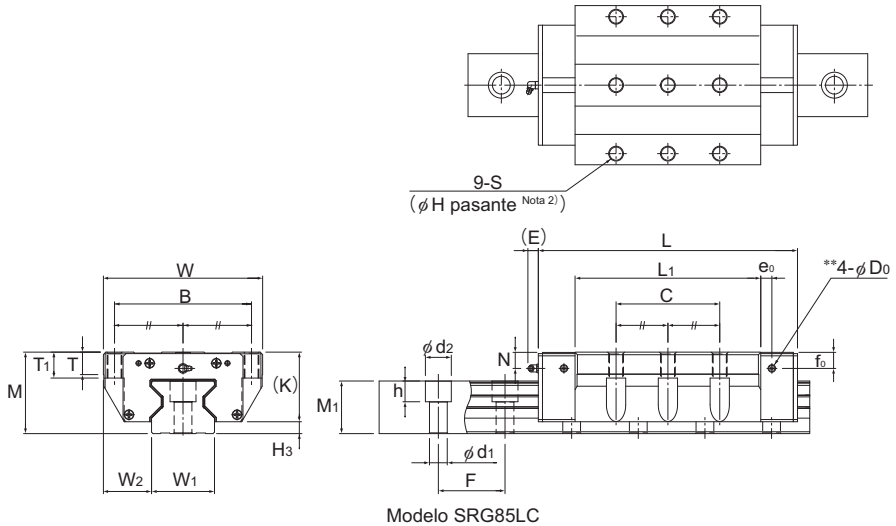 9-S
(φH pasante Nota 2))
(E)
L
L1
e0
**4-φD0
C
N
f0
W
B
T1
T
M
(K)
H3
W2
W1
φd2
h
M1
φd1
F
Modelo SRG85LC